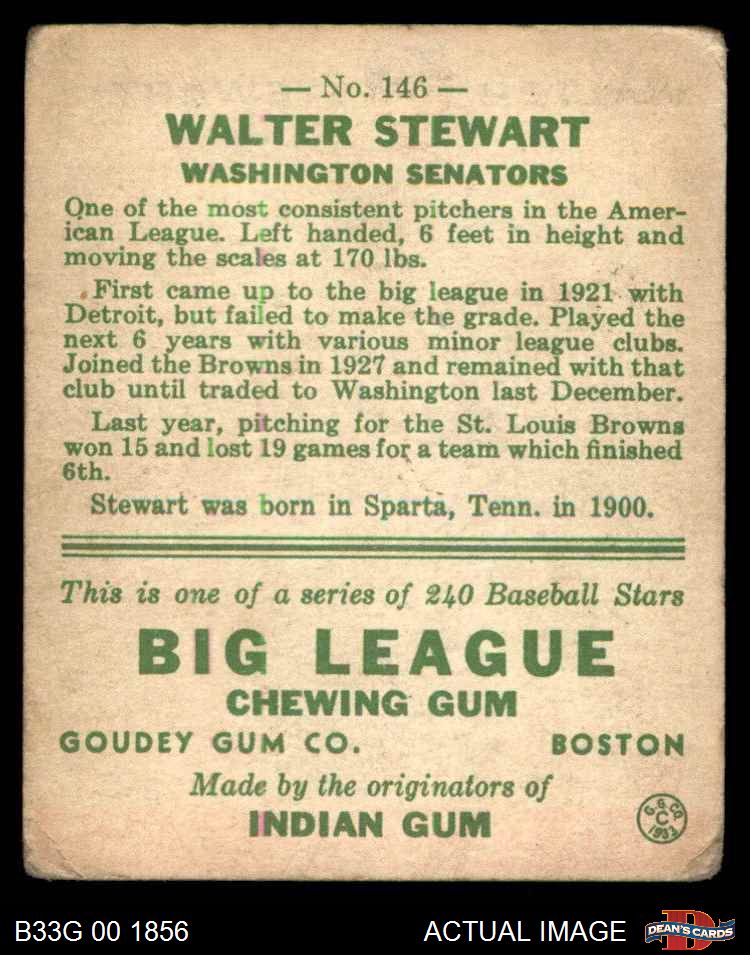 — No. 146 —
WALTER STEWART
WASHINGTON SENATORS
One of the most consistent pitchers in the Amer-
ican League. Left handed, 6 feet in height and
moving the scales at 170 lbs.
First came up to the big league in 1921 with
Detroit, but failed to make the grade. Played the
next 6 years with various minor league clubs.
Joined the Browns in 1927 and remained with that
club until traded to Washington last December.
Last year, pitching for the St. Louis Browns
won 15 and lost 19 games for a team which finished
6th.
Stewart was born in Sparta, Tenn. in 1900.
This is one of a series of 240 Baseball Stars
BIG LEAGUE
CHEWING GUM
GOUDEY GUM CO. BOSTON
Made by the originators of
INDIAN GUM
G. G. CO.
C
1933
B33G 00 1856 ACTUAL IMAGE
D
DEAN'S CARDS